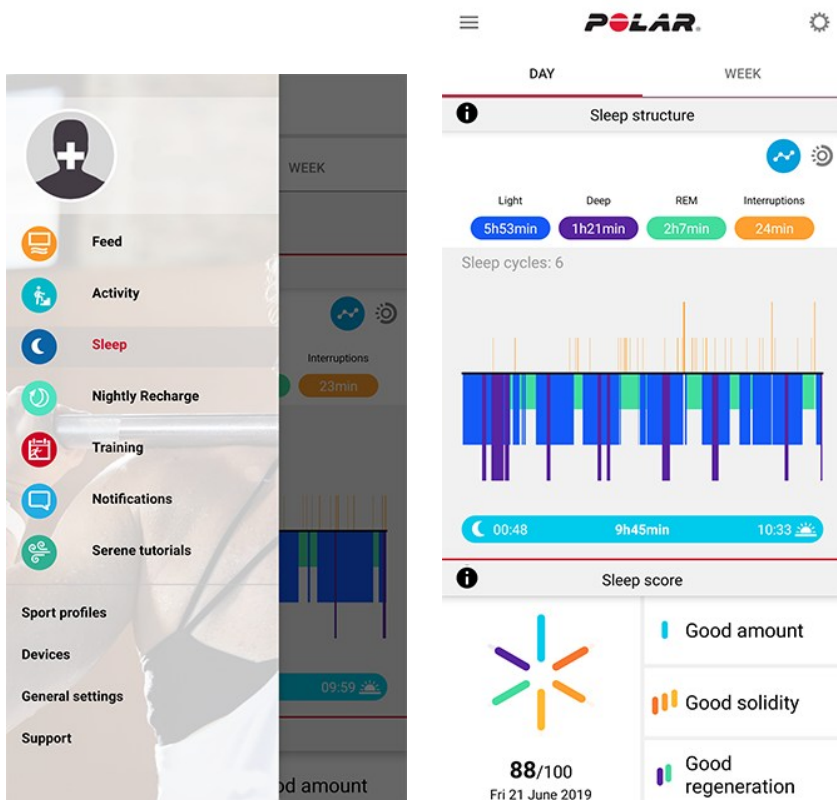 WEEK
Feed
Activity
Sleep
Interruptions
Nightly Recharge
23min
Training
Notifications
Serene tutorials
Sport profiles
Devices
09:59
General settings
Support
od amount
POLAR.
DAY WEEK
Sleep structure
Light Deep REM Interruptions
5h53min 1h21min 2h7min 24min
Sleep cycles: 6
00:48 9h45min 10:33
Sleep score
Good amount
Good solidity
88/100
Fri 21 June 2019
Good
regeneration